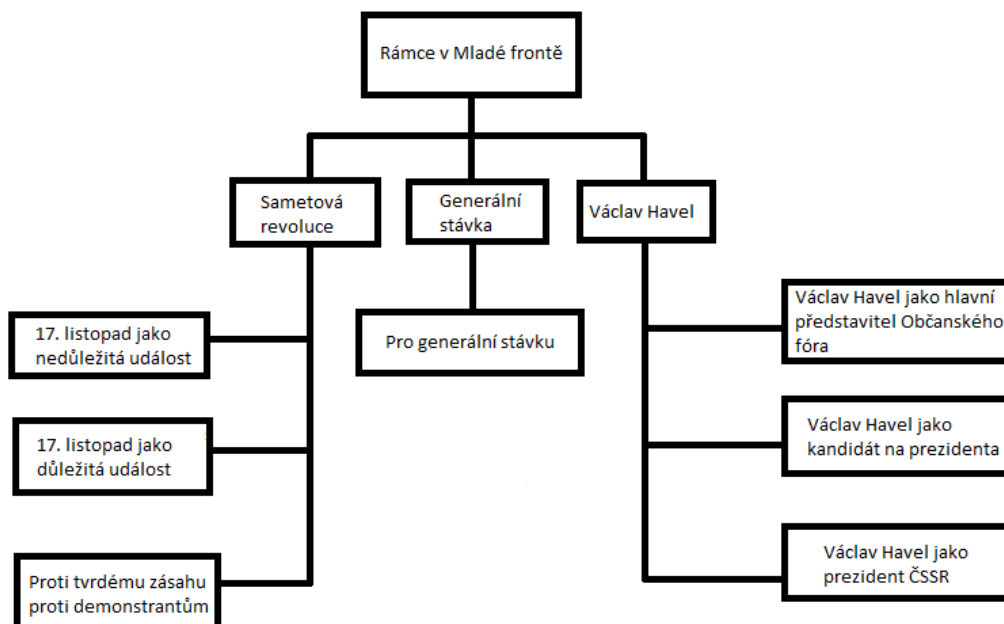 Rámce v Mladé frontě
Sametová
revoluce
Generální
stávka
Václav Havel
17. listopad jako
nedůležitá událost
17. listopad jako
důležitá událost
Proti tvrdému zásahu
proti demonstrantům
Pro generální stávku
Václav Havel jako hlavní
představitel Občanského
fóra
Václav Havel jako
kandidát na prezidenta
Václav Havel jako
prezident ČSSR